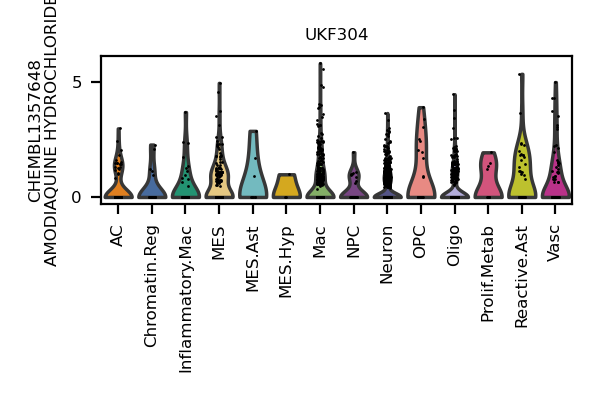 UKF304
CHEMBL1357648
AMODIAQUINE HYDROCHLORIDE
5
0
AC
Chromatin.Reg
Inflammatory.Mac
MES
MES.Ast
MES.Hyp
Mac
NPC
Neuron
OPC
Oligo
Prolif.Metab
Reactive.Ast
Vasc